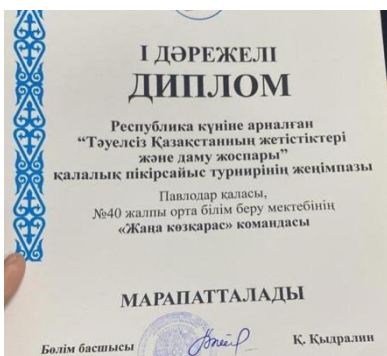 І ДӘРЕЖЕЛІ
ДИПЛОМ
Республика күніне арналған
“Тәуелсіз Қазақстанның жетістіктері
және даму жоспары”
қалалық пікірсайыс турнирінің жеңімпазы
Павлодар қаласы,
№40 жалпы орта білім беру мектебінің
«Жаңа көзқарас» командасы
МАРАПАТТАЛАДЫ
Бөлім басшысы Қ. Қыдралин